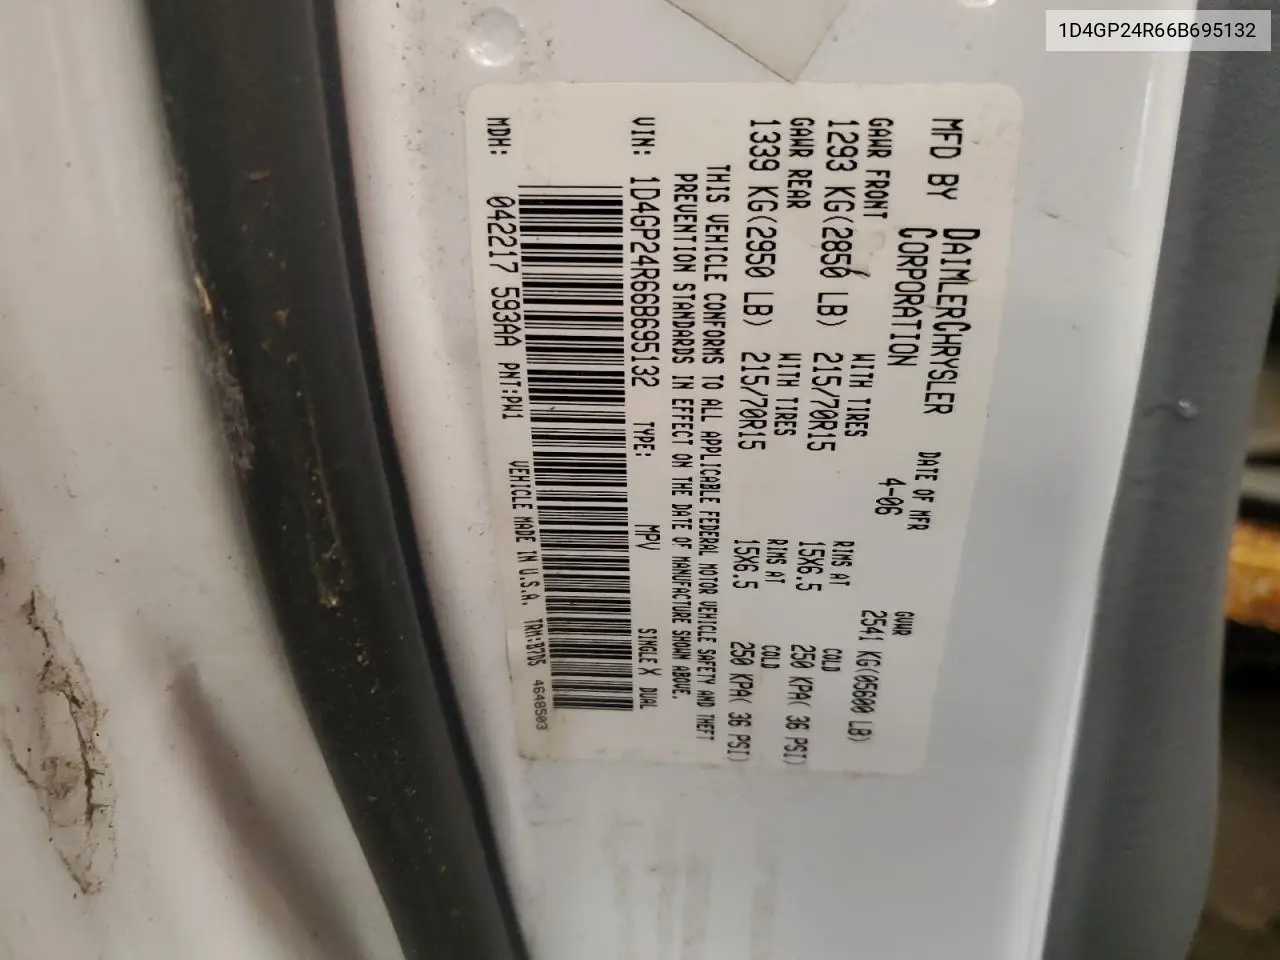 1D4GP24R66B695132
MFD BY DAIMLERCHRYSLER CORPORATION
DATE OF MFR 4-06
GVWR 2541 KG(05600 LB)
GAWR FRONT WITH TIRES RIMS AT COLD
1293 KG(2850 LB) 215/70R15 15X6.5 250 KPA( 36 PSI)
GAWR REAR WITH TIRES RIMS AT COLD
1339 KG(2950 LB) 215/70R15 15X6.5 250 KPA( 36 PSI)
THIS VEHICLE CONFORMS TO ALL APPLICABLE FEDERAL MOTOR VEHICLE SAFETY AND THEFT
PREVENTION STANDARDS IN EFFECT ON THE DATE OF MANUFACTURE SHOWN ABOVE.
VIN: 1D4GP24R66B695132 TYPE: MPV SINGLE X DUAL
MDH: 042217 593AA PNT:PW1 VEHICLE MADE IN U.S.A. TRM:B7D5 4648503